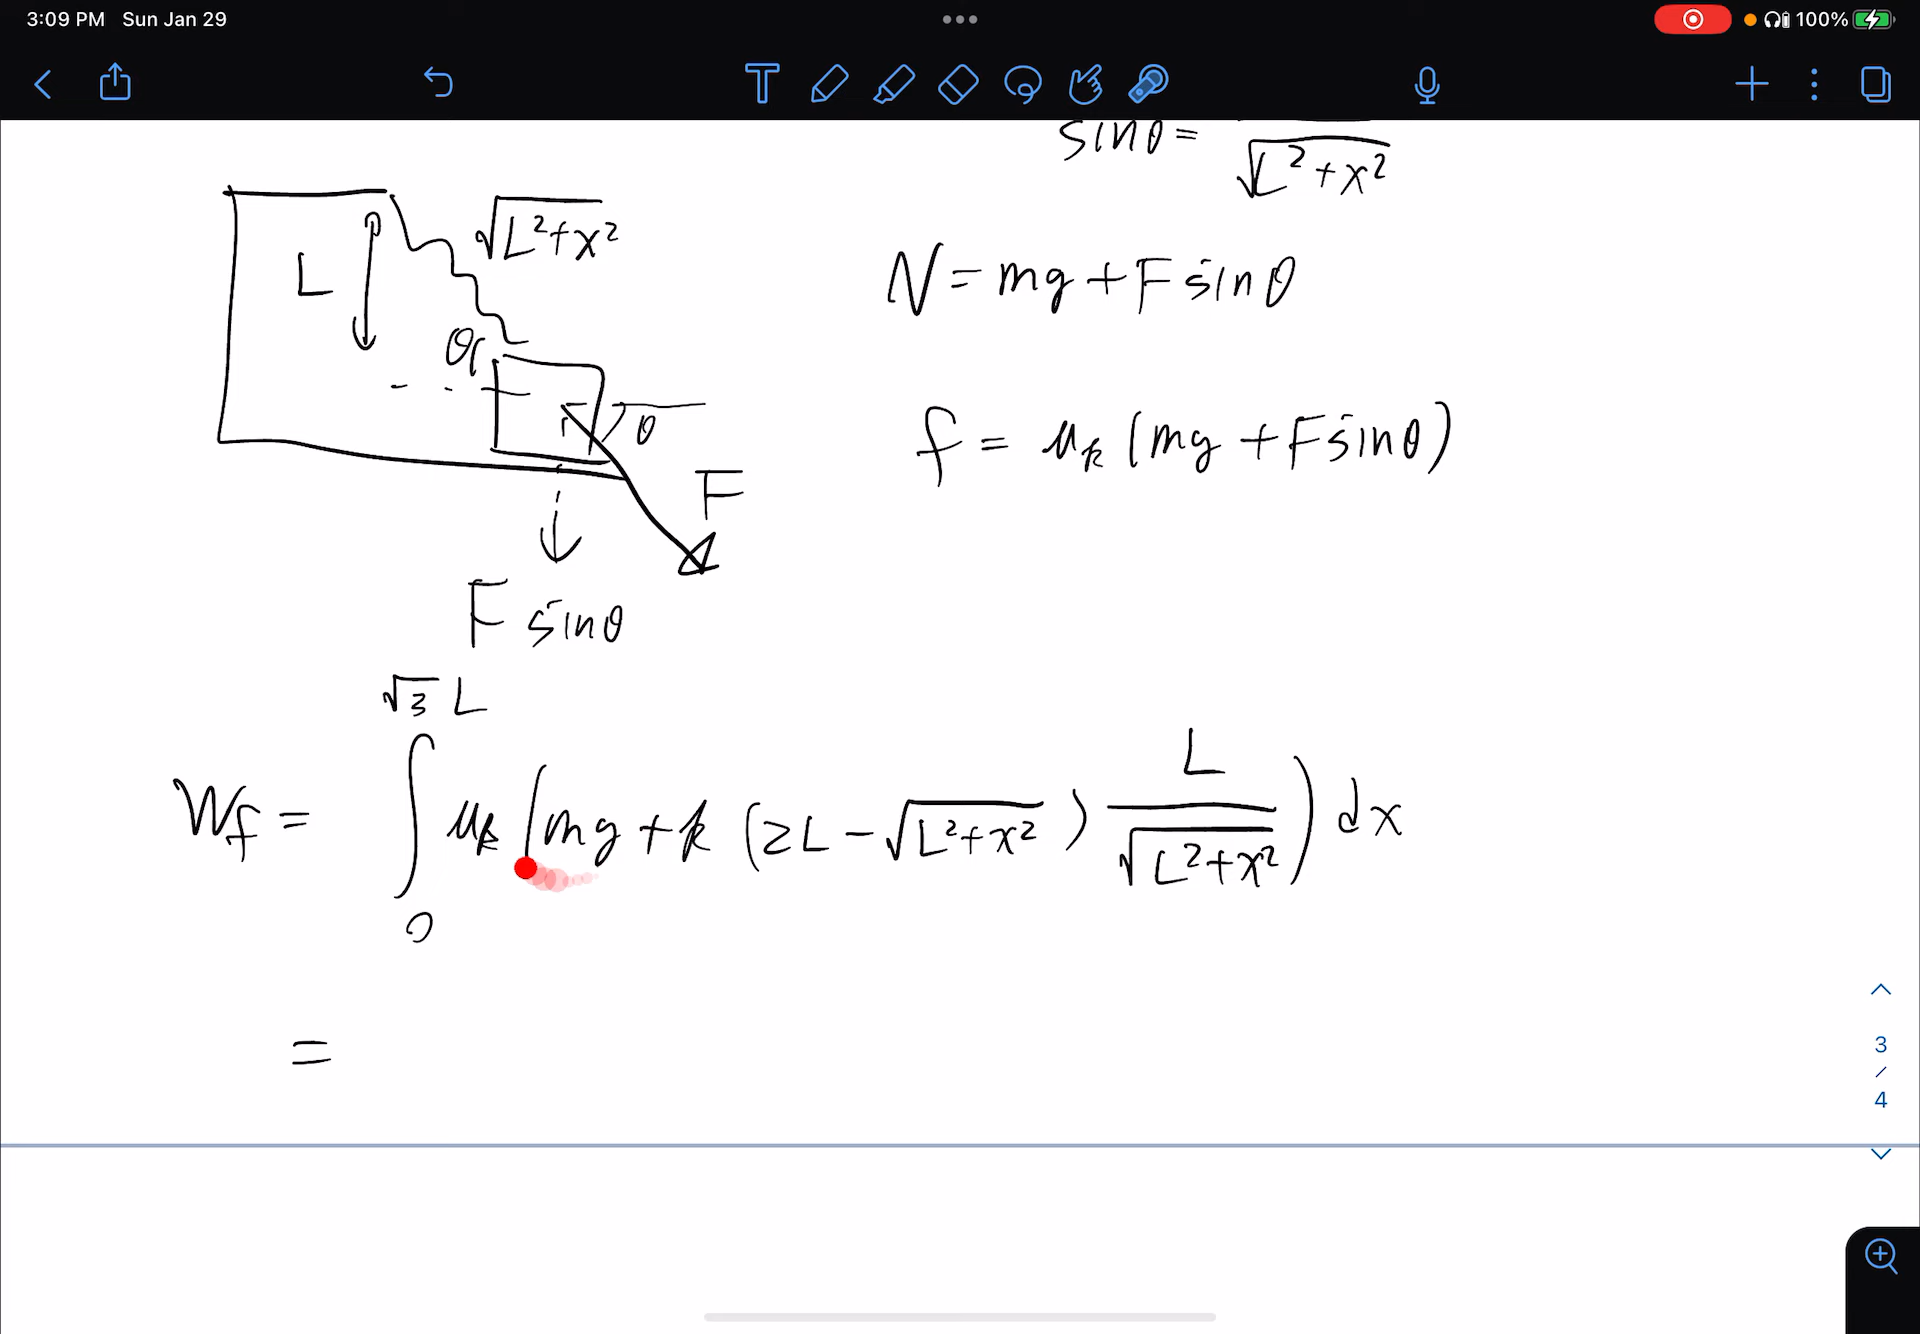 3:09 PM Sun Jan 29
100%
T
sinθ = √L²+x²
√L²+x²
L
N = mg + F sinθ
θ
θ
f = μk (mg + F sinθ)
F
F sinθ
√3 L
Wf = ∫ μk (mg + k (2L - √L²+x²) L / √L²+x²) dx
0
=
3
/
4